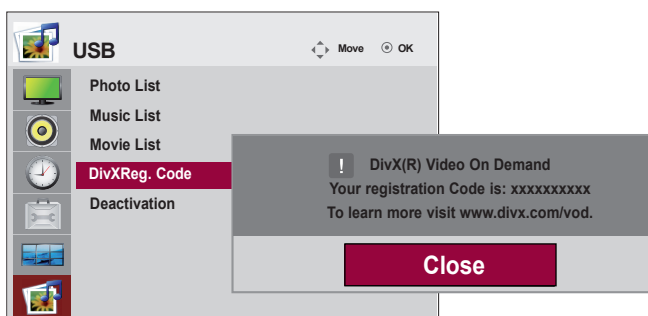 USB
Move OK
Photo List
Music List
Movie List
DivXReg. Code
Deactivation
! DivX(R) Video On Demand
Your registration Code is: xxxxxxxxxx
To learn more visit www.divx.com/vod.
Close